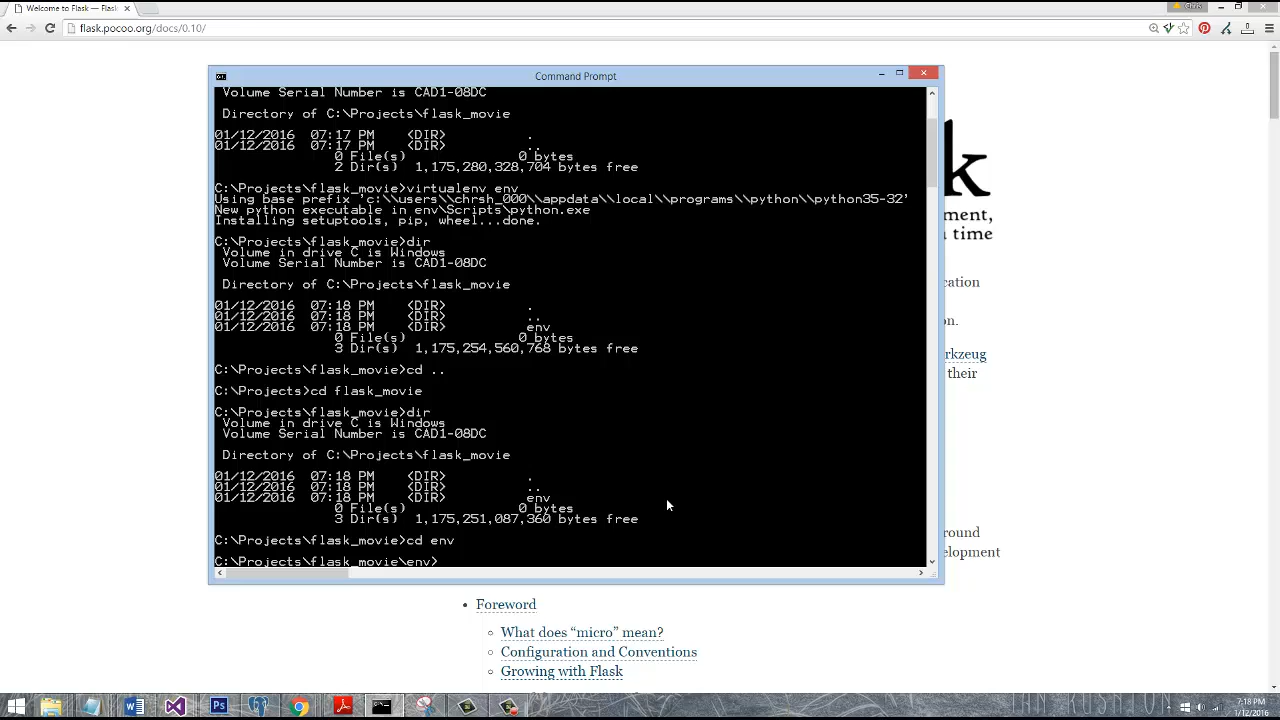 Welcome to Flask — Flask
Chris
flask.pocoo.org/docs/0.10/
Command Prompt
Volume Serial Number is CAD1-08DC
Directory of C:\Projects\flask_movie
01/12/2016  07:17 PM    <DIR>          .
01/12/2016  07:17 PM    <DIR>          ..
0 File(s)              0 bytes
2 Dir(s)  1,175,280,328,704 bytes free
C:\Projects\flask_movie>virtualenv env
Using base prefix 'c:\\users\\chrsh_000\\appdata\\local\\programs\\python\\python35-32'
New python executable in env\Scripts\python.exe
Installing setuptools, pip, wheel...done.
C:\Projects\flask_movie>dir
Volume in drive C is Windows
Volume Serial Number is CAD1-08DC
Directory of C:\Projects\flask_movie
01/12/2016  07:18 PM    <DIR>          .
01/12/2016  07:18 PM    <DIR>          ..
01/12/2016  07:18 PM    <DIR>          env
0 File(s)              0 bytes
3 Dir(s)  1,175,254,560,768 bytes free
C:\Projects\flask_movie>cd ..
C:\Projects>cd flask_movie
C:\Projects\flask_movie>dir
Volume in drive C is Windows
Volume Serial Number is CAD1-08DC
Directory of C:\Projects\flask_movie
01/12/2016  07:18 PM    <DIR>          .
01/12/2016  07:18 PM    <DIR>          ..
01/12/2016  07:18 PM    <DIR>          env
0 File(s)              0 bytes
3 Dir(s)  1,175,251,087,360 bytes free
C:\Projects\flask_movie>cd env
C:\Projects\flask_movie\env>
k
ment,
a time
cation
on.
rkzeug
their
round
elopment
Foreword
What does “micro” mean?
Configuration and Conventions
Growing with Flask
7:18 PM
1/12/2016